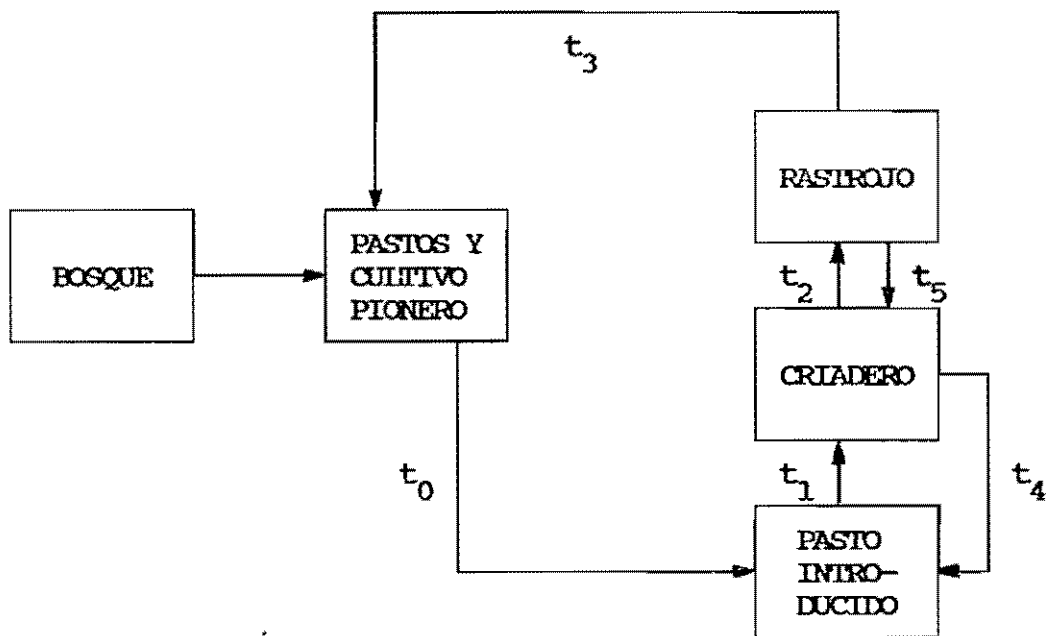 t3
RASTROJO
BOSQUE
PASTOS Y
CULTIVO
PIONERO
t2
t5
CRIADERO
t0
t1
t4
PASTO
INTRO-
DUCIDO